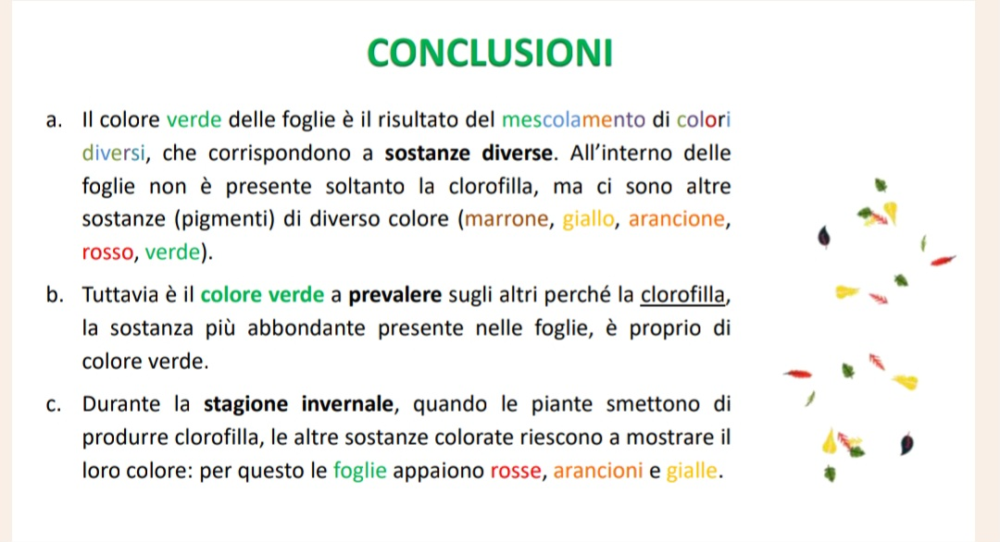 CONCLUSIONI
a. Il colore verde delle foglie è il risultato del mescolamento di colori
diversi, che corrispondono a sostanze diverse. All'interno delle
foglie non è presente soltanto la clorofilla, ma ci sono altre
sostanze (pigmenti) di diverso colore (marrone, giallo, arancione,
rosso, verde).
b. Tuttavia è il colore verde a prevalere sugli altri perché la clorofilla,
la sostanza più abbondante presente nelle foglie, è proprio di
colore verde.
c. Durante la stagione invernale, quando le piante smettono di
produrre clorofilla, le altre sostanze colorate riescono a mostrare il
loro colore: per questo le foglie appaiono rosse, arancioni e gialle.